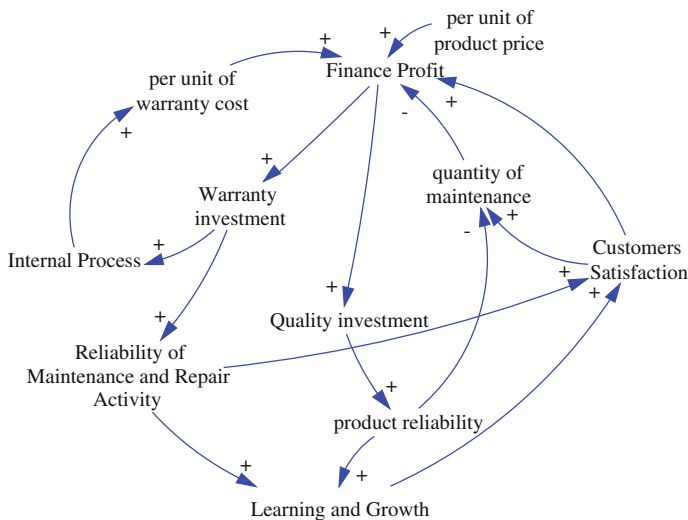 per unit of
product price
+
+
Finance Profit
per unit of
warranty cost
+
+
-
+
+
Warranty
investment
quantity of
maintenance
+
-
Internal Process
+
Customers
Satisfaction
+
+
+
Quality investment
+
Reliability of
Maintenance and Repair
Activity
+
product reliability
+
+
Learning and Growth